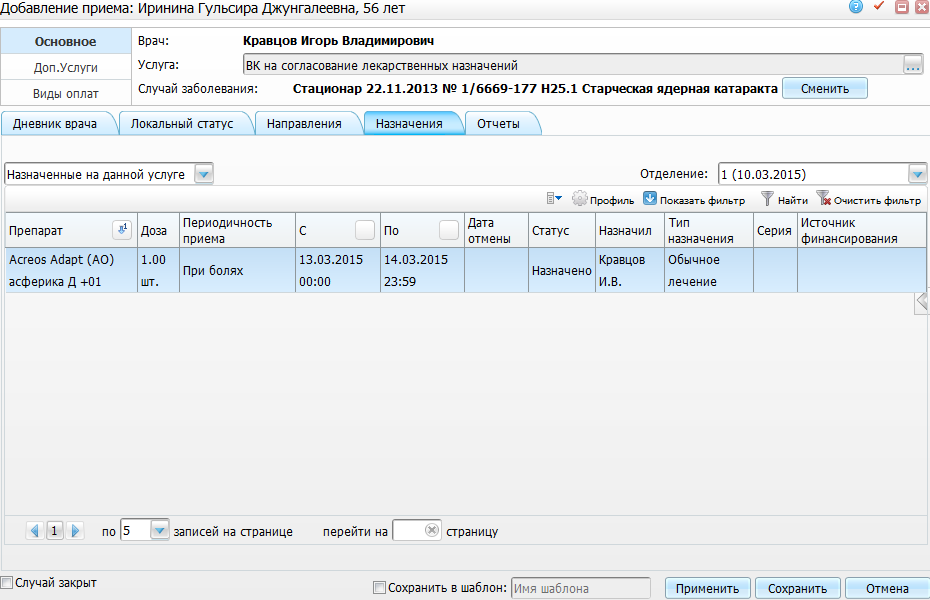 Добавление приема: Иринина Гульсира Джунгалеевна, 56 лет
Основное
Доп.Услуги
Виды оплат
Врач: Кравцов Игорь Владимирович
Услуга: ВК на согласование лекарственных назначений ...
Случай заболевания: Стационар 22.11.2013 № 1/6669-177 H25.1 Старческая ядерная катаракта Сменить
Дневник врача Локальный статус Направления Назначения Отчеты
Назначенные на данной услуге Отделение: 1 (10.03.2015)
Профиль Показать фильтр Найти Очистить фильтр
Препарат Доза Периодичность приема С По Дата отмены Статус Назначил Тип назначения Серия Источник финансирования
Acreos Adapt (AO) 1.00 При болях 13.03.2015 14.03.2015 Назначено Кравцов Обычное
асферика Д +01 шт. 00:00 23:59 И.В. лечение
1 по 5 записей на странице перейти на страницу
Случай закрыт
Сохранить в шаблон: Имя шаблона Применить Сохранить Отмена